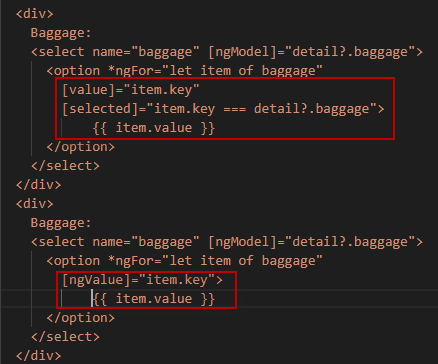 <div>
Baggage:
<select name="baggage" [ngModel]="detail?.baggage">
<option *ngFor="let item of baggage"
[value]="item.key"
[selected]="item.key === detail?.baggage">
{{ item.value }}
</option>
</select>
</div>
<div>
Baggage:
<select name="baggage" [ngModel]="detail?.baggage">
<option *ngFor="let item of baggage"
[ngValue]="item.key">
{{ item.value }}
</option>
</select>
</div>